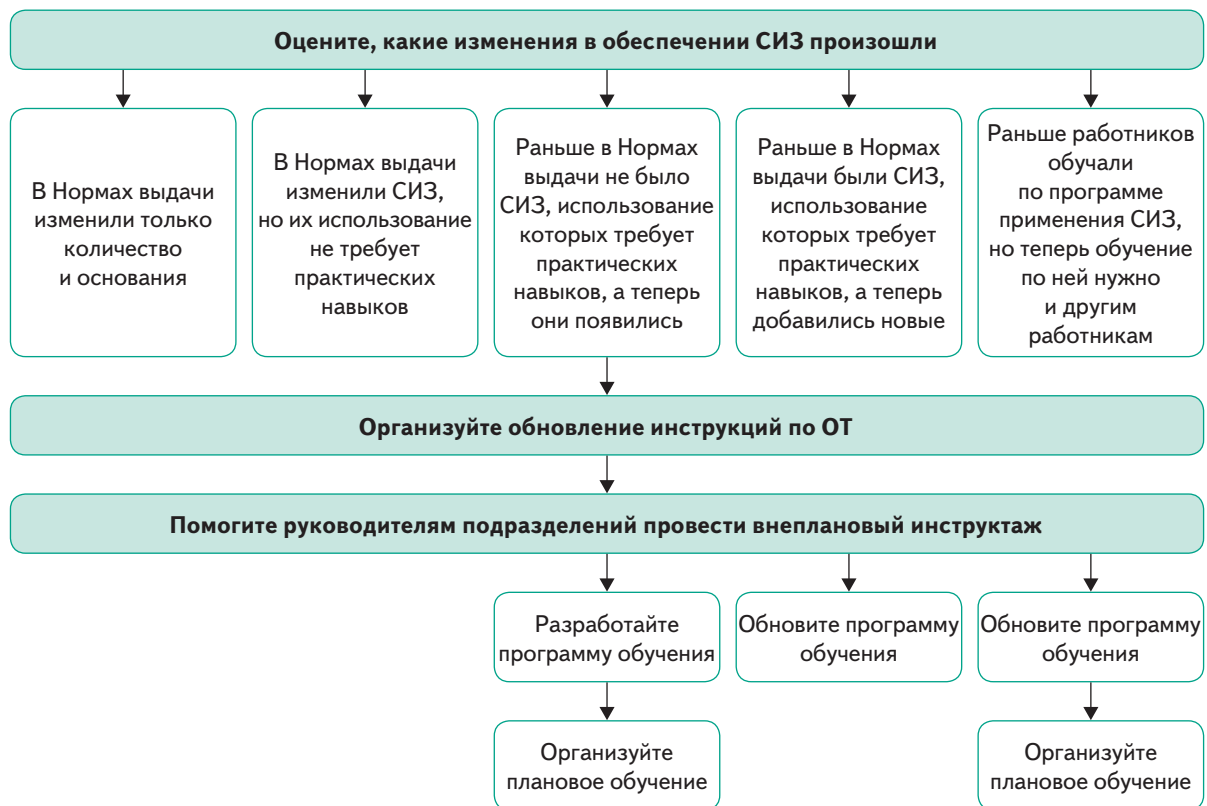 Оцените, какие изменения в обеспечении СИЗ произошли
В Нормах выдачи
изменили только
количество
и основания
В Нормах выдачи
изменили СИЗ,
но их использование
не требует
практических
навыков
Раньше в Нормах
выдачи не было
СИЗ, использование
которых требует
практических
навыков, а теперь
они появились
Раньше в Нормах
выдачи были СИЗ,
использование
которых требует
практических
навыков, а теперь
добавились новые
Раньше работников
обучали
по программе
применения СИЗ,
но теперь обучение
по ней нужно
и другим
работникам
Организуйте обновление инструкций по ОТ
Помогите руководителям подразделений провести внеплановый инструктаж
Разработайте
программу обучения
Обновите программу
обучения
Обновите программу
обучения
Организуйте
плановое обучение
Организуйте
плановое обучение